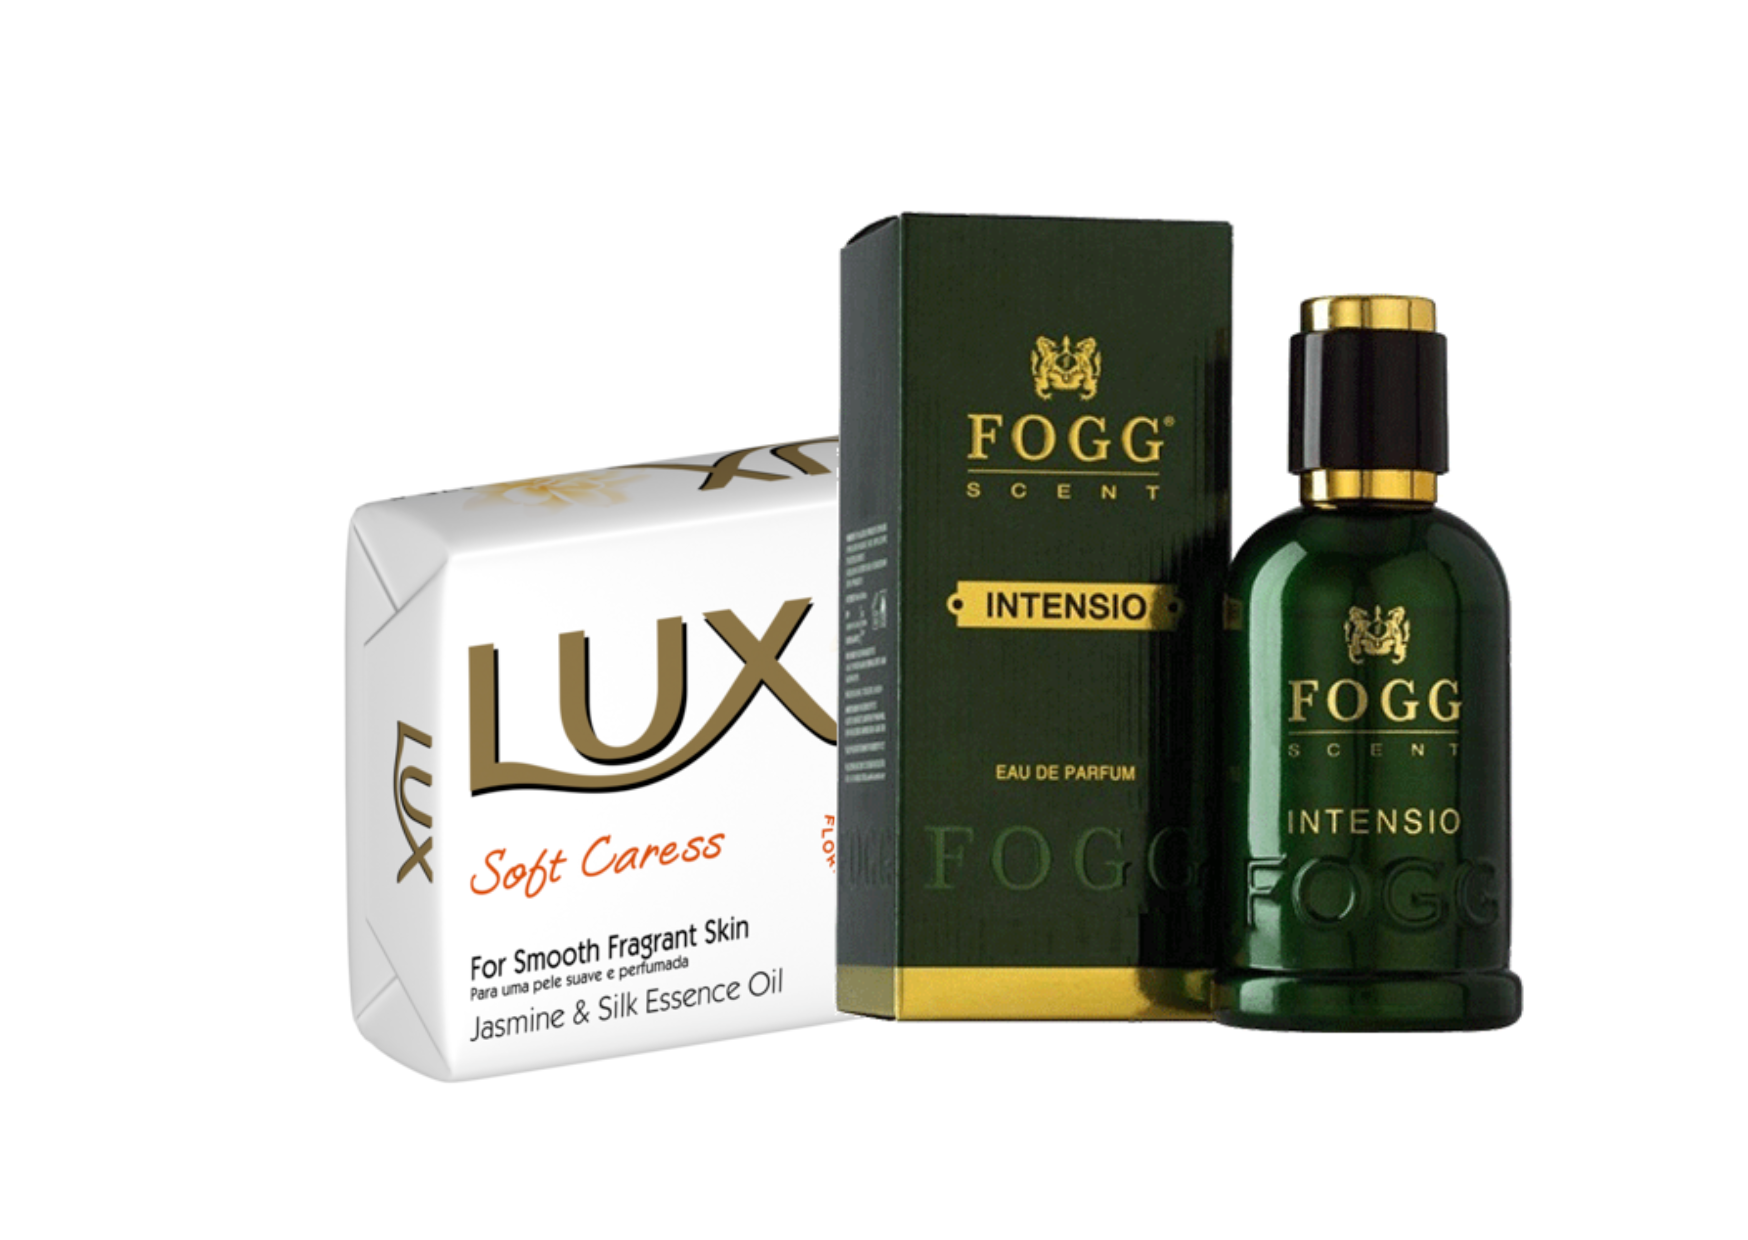 LUX
LUX
LUX
Soft Caress
For Smooth Fragrant Skin
Para uma pele suave e perfumada
Jasmine & Silk Essence Oil
FOGG®
SCENT
INTENSIO
EAU DE PARFUM
FOGG
FOGG
FOGG
SCENT
INTENSIO
FOGG